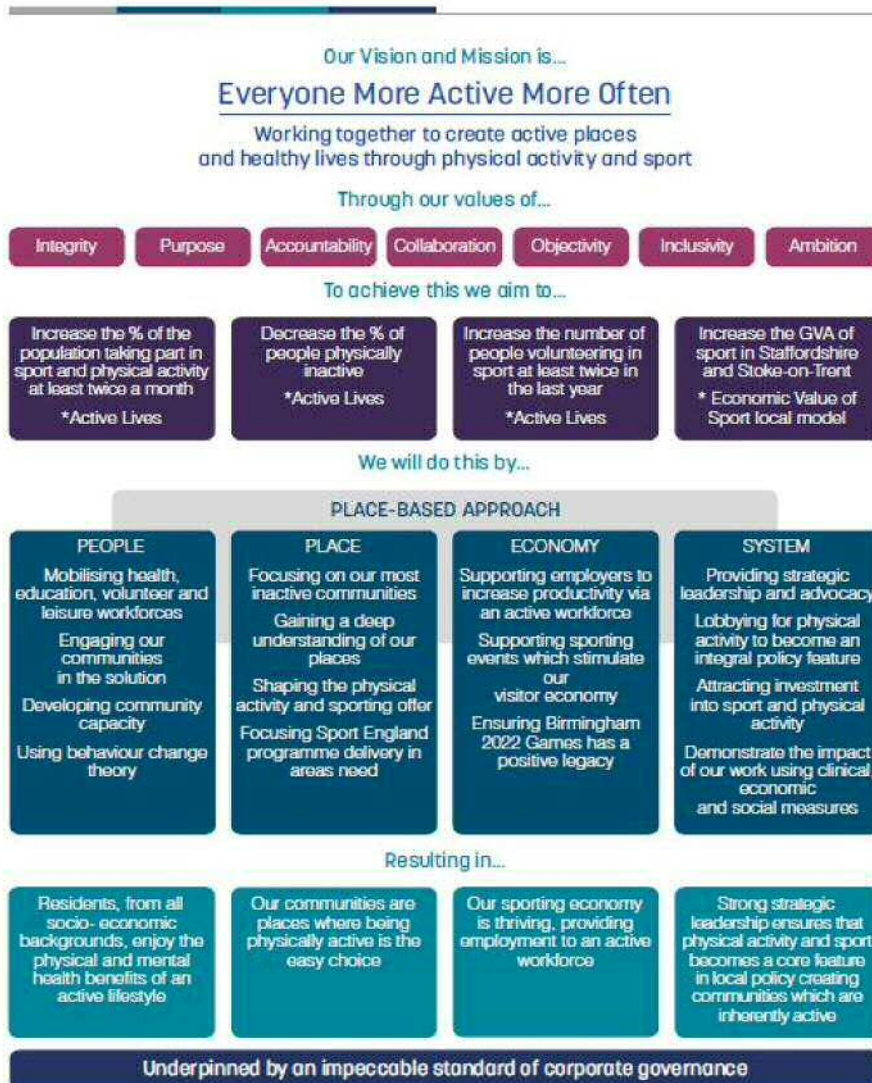 Our Vision and Mission is...
Everyone More Active More Often
Working together to create active places
and healthy lives through physical activity and sport
Through our values of...
Integrity
Purpose
Accountability
Collaboration
Objectivity
Inclusivity
Ambition
To achieve this we aim to...
Increase the % of the
population taking part in
sport and physical activity
at least twice a month
*Active Lives
Decrease the % of
people physically
inactive
*Active Lives
Increase the number of
people volunteering in
sport at least twice in
the last year
*Active Lives
Increase the GVA of
sport in Staffordshire
and Stoke-on-Trent
* Economic Value of
Sport local model
We will do this by...
PLACE-BASED APPROACH
PEOPLE
Mobilising health,
education, volunteer and
leisure workforces
Engaging our
communities
in the solution
Developing community
capacity
Using behaviour change
theory
PLACE
Focusing on our most
inactive communities
Gaining a deep
understanding of our
places
Shaping the physical
activity and sporting offer
Focusing Sport England
programme delivery in
areas need
ECONOMY
Supporting employers to
increase productivity via
an active workforce
Supporting sporting
events which stimulate
our
visitor economy
Ensuring Birmingham
2022 Games has a
positive legacy
SYSTEM
Providing strategic
leadership and advocacy
Lobbying for physical
activity to become an
integral policy feature
Attracting investment
into sport and physical
activity
Demonstrate the impact
of our work using clinical,
economic
and social measures
Resulting in...
Residents, from all
socio- economic
backgrounds, enjoy the
physical and mental
health benefits of an
active lifestyle
Our communities are
places where being
physically active is the
easy choice
Our sporting economy
is thriving, providing
employment to an active
workforce
Strong strategic
leadership ensures that
physical activity and sport
becomes a core feature
in local policy creating
communities which are
inherently active
Underpinned by an impeccable standard of corporate governance